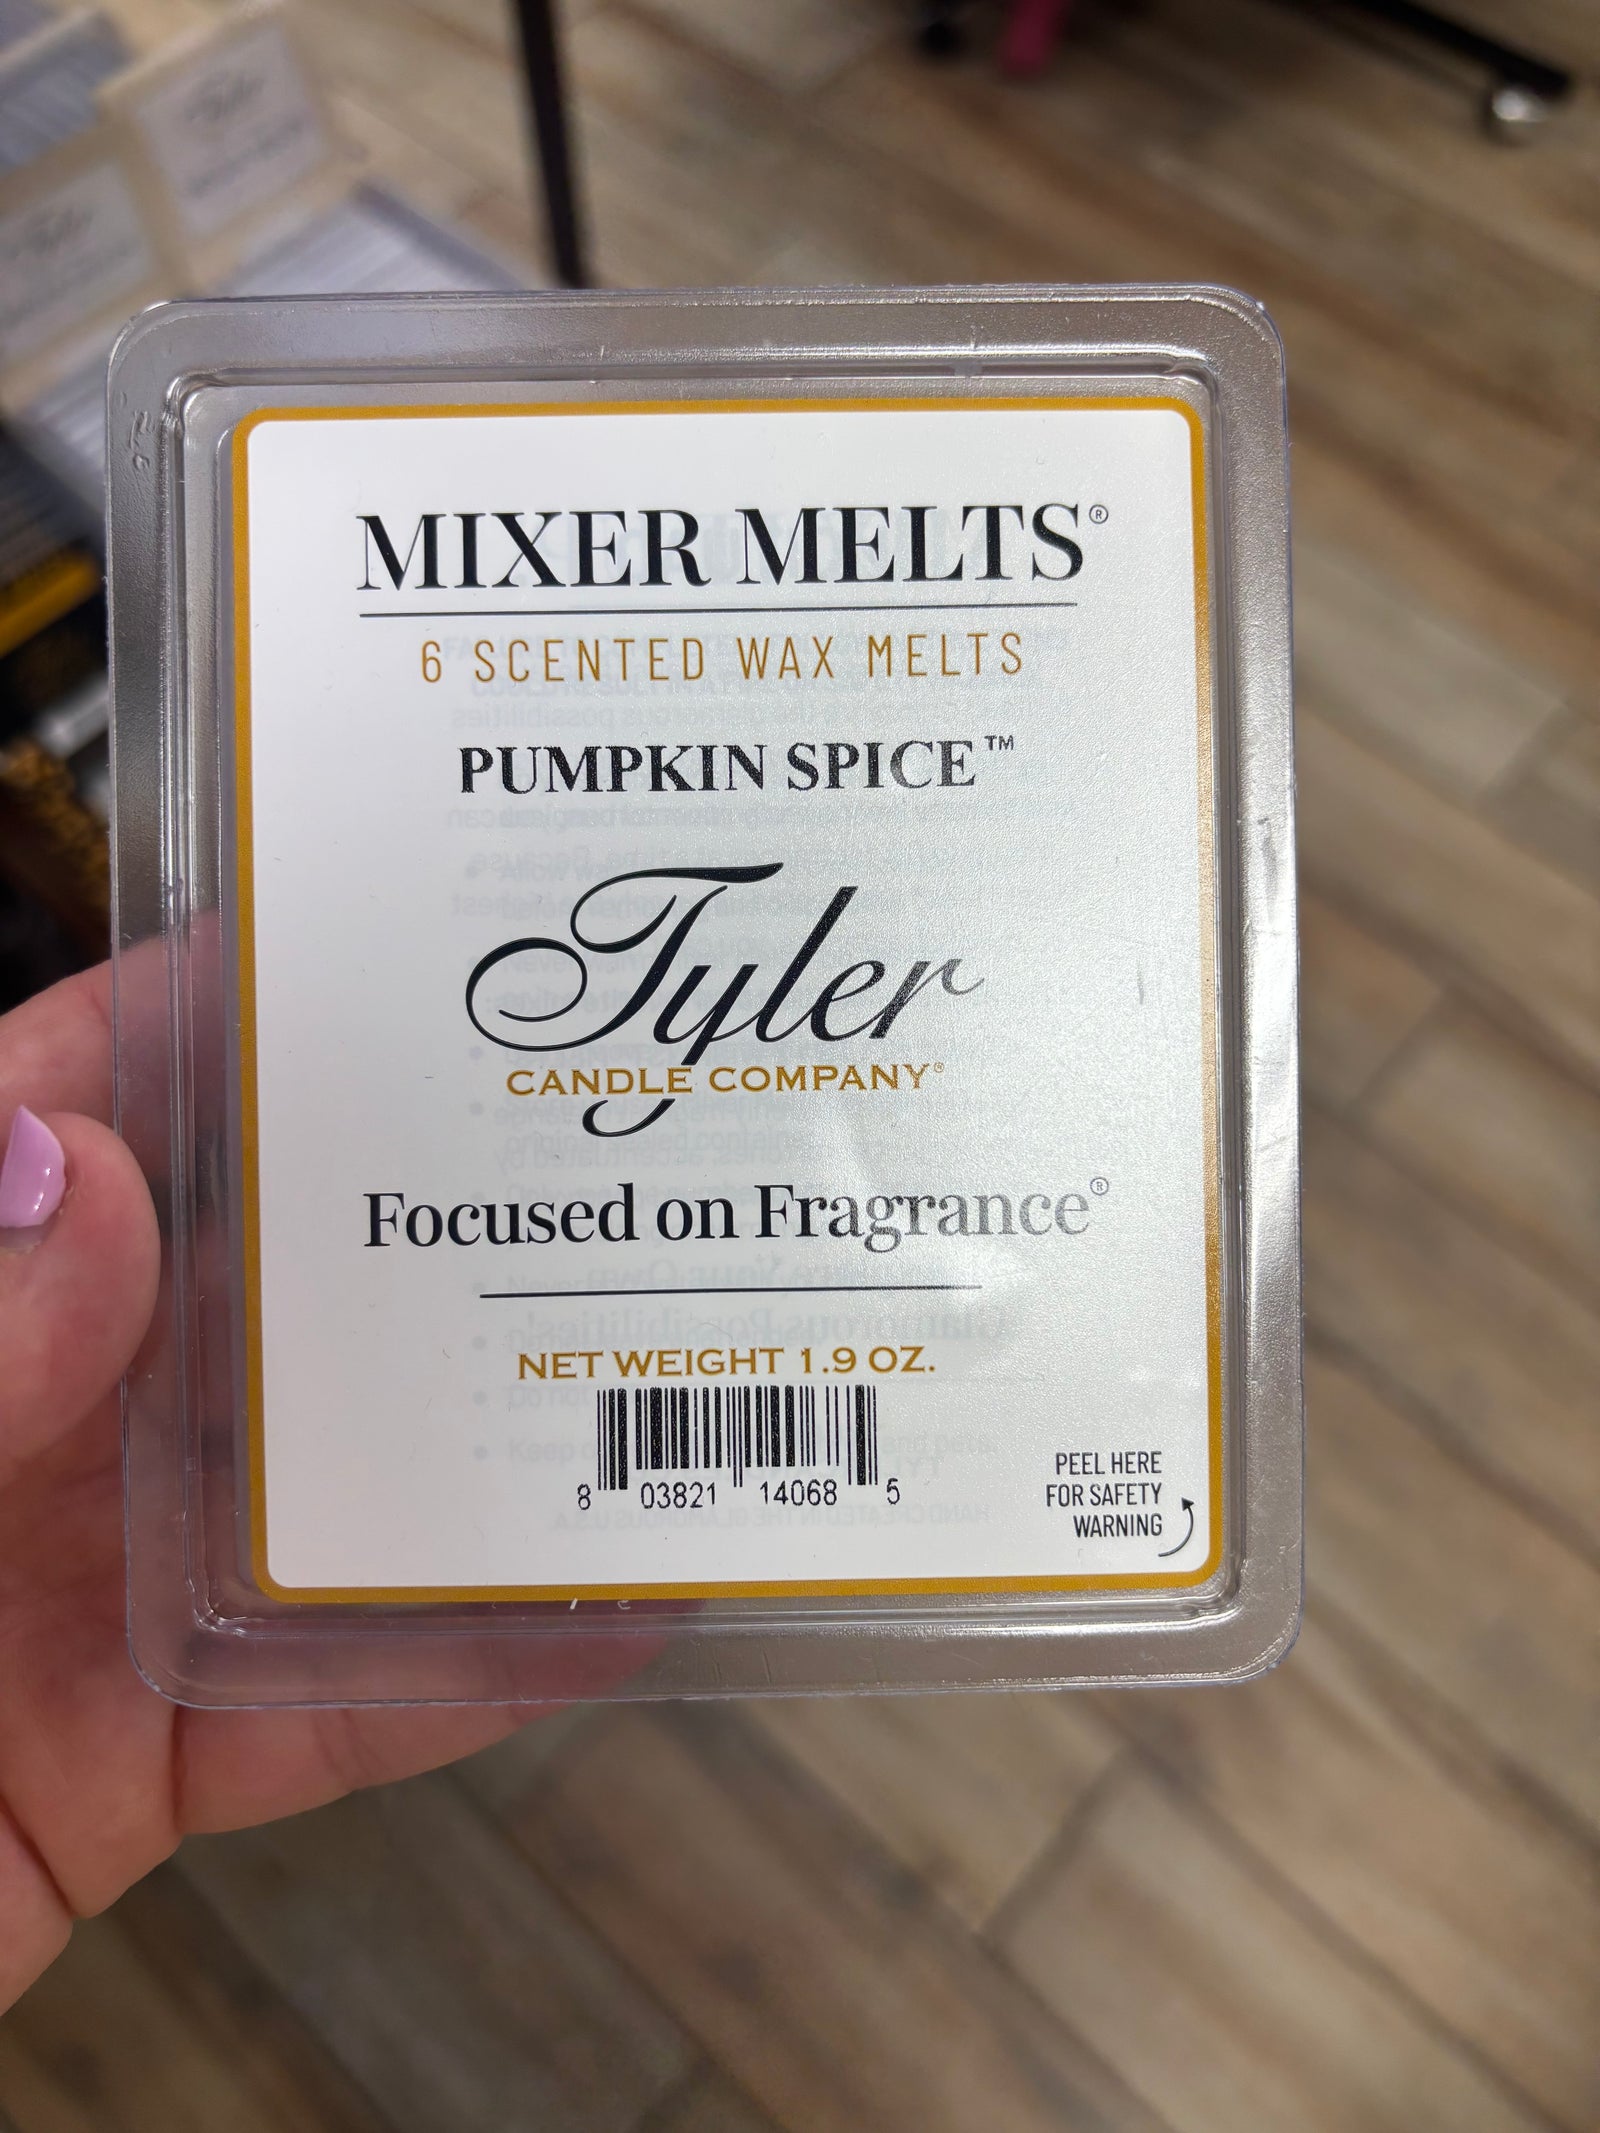 MIXER MELTS®
6 SCENTED WAX MELTS
PUMPKIN SPICE™
Tyler
CANDLE COMPANY®
Focused on Fragrance®
NET WEIGHT 1.9 OZ.
8 03821 14068 5
PEEL HERE
FOR SAFETY
WARNING